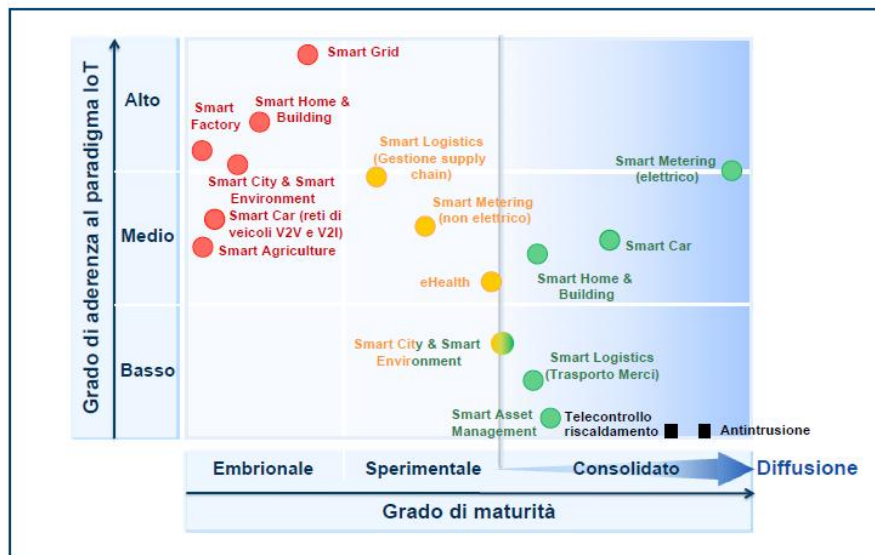 Grado di aderenza al paradigma IoT
Alto
Medio
Basso
Smart Grid
Smart
Factory
Smart Home &
Building
Smart City & Smart
Environment
Smart Car (reti di
veicoli V2V e V2I)
Smart Agriculture
Smart Logistics
(Gestione supply
chain)
Smart Metering
(non elettrico)
eHealth
Smart Metering
(elettrico)
Smart Car
Smart Home &
Building
Smart City & Smart
Environment
Smart Logistics
(Trasporto Merci)
Smart Asset
Management
Telecontrollo
riscaldamento
Antintrusione
Embrionale
Sperimentale
Consolidato
Diffusione
Grado di maturità